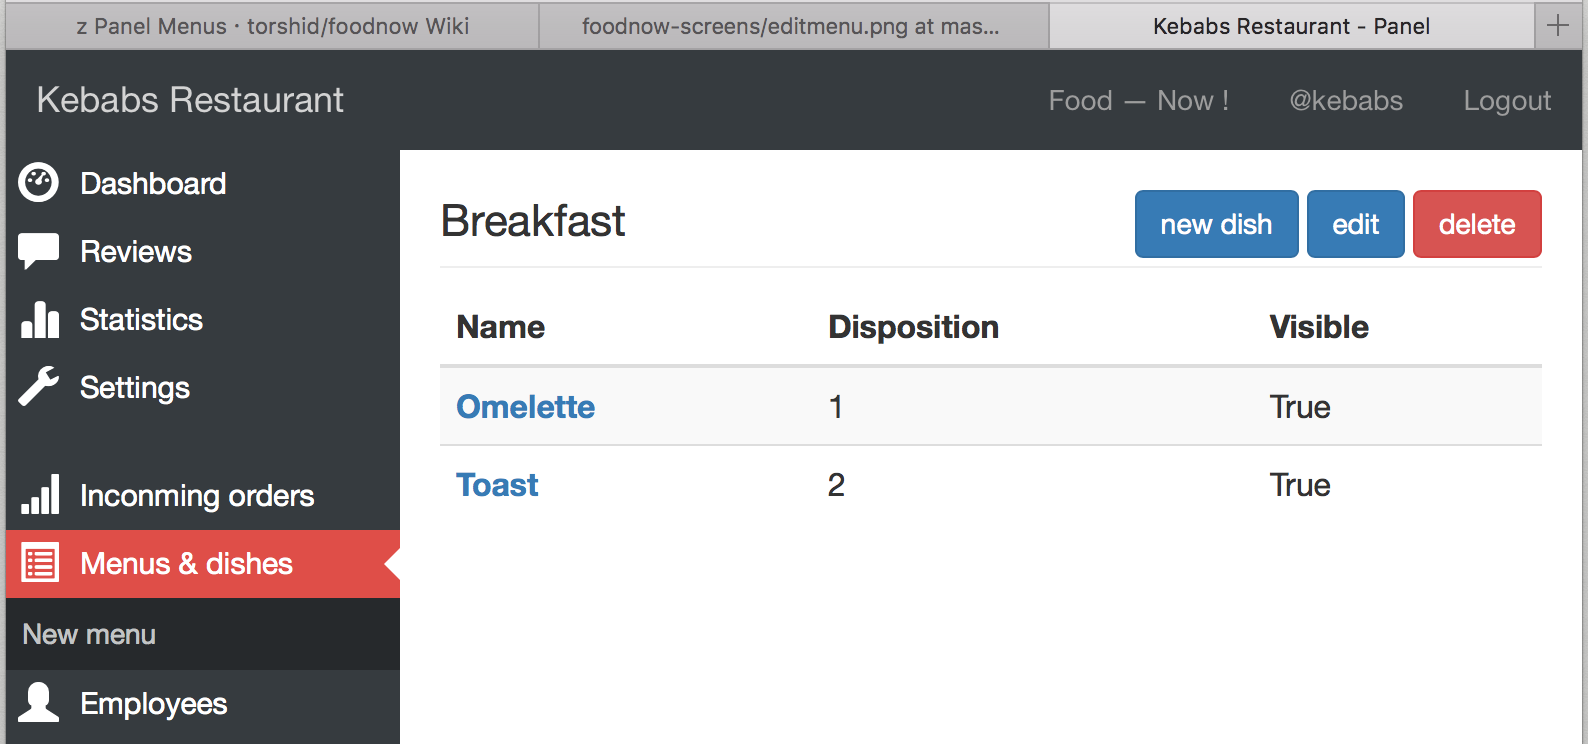 z Panel Menus · torshid/foodnow Wiki
foodnow-screens/editmenu.png at mas...
Kebabs Restaurant - Panel
Kebabs Restaurant
Food — Now !
@kebabs
Logout
Dashboard
Reviews
Statistics
Settings
Inconming orders
Menus & dishes
New menu
Employees
Breakfast
new dish
edit
delete
Name Disposition Visible
Omelette 1 True
Toast 2 True